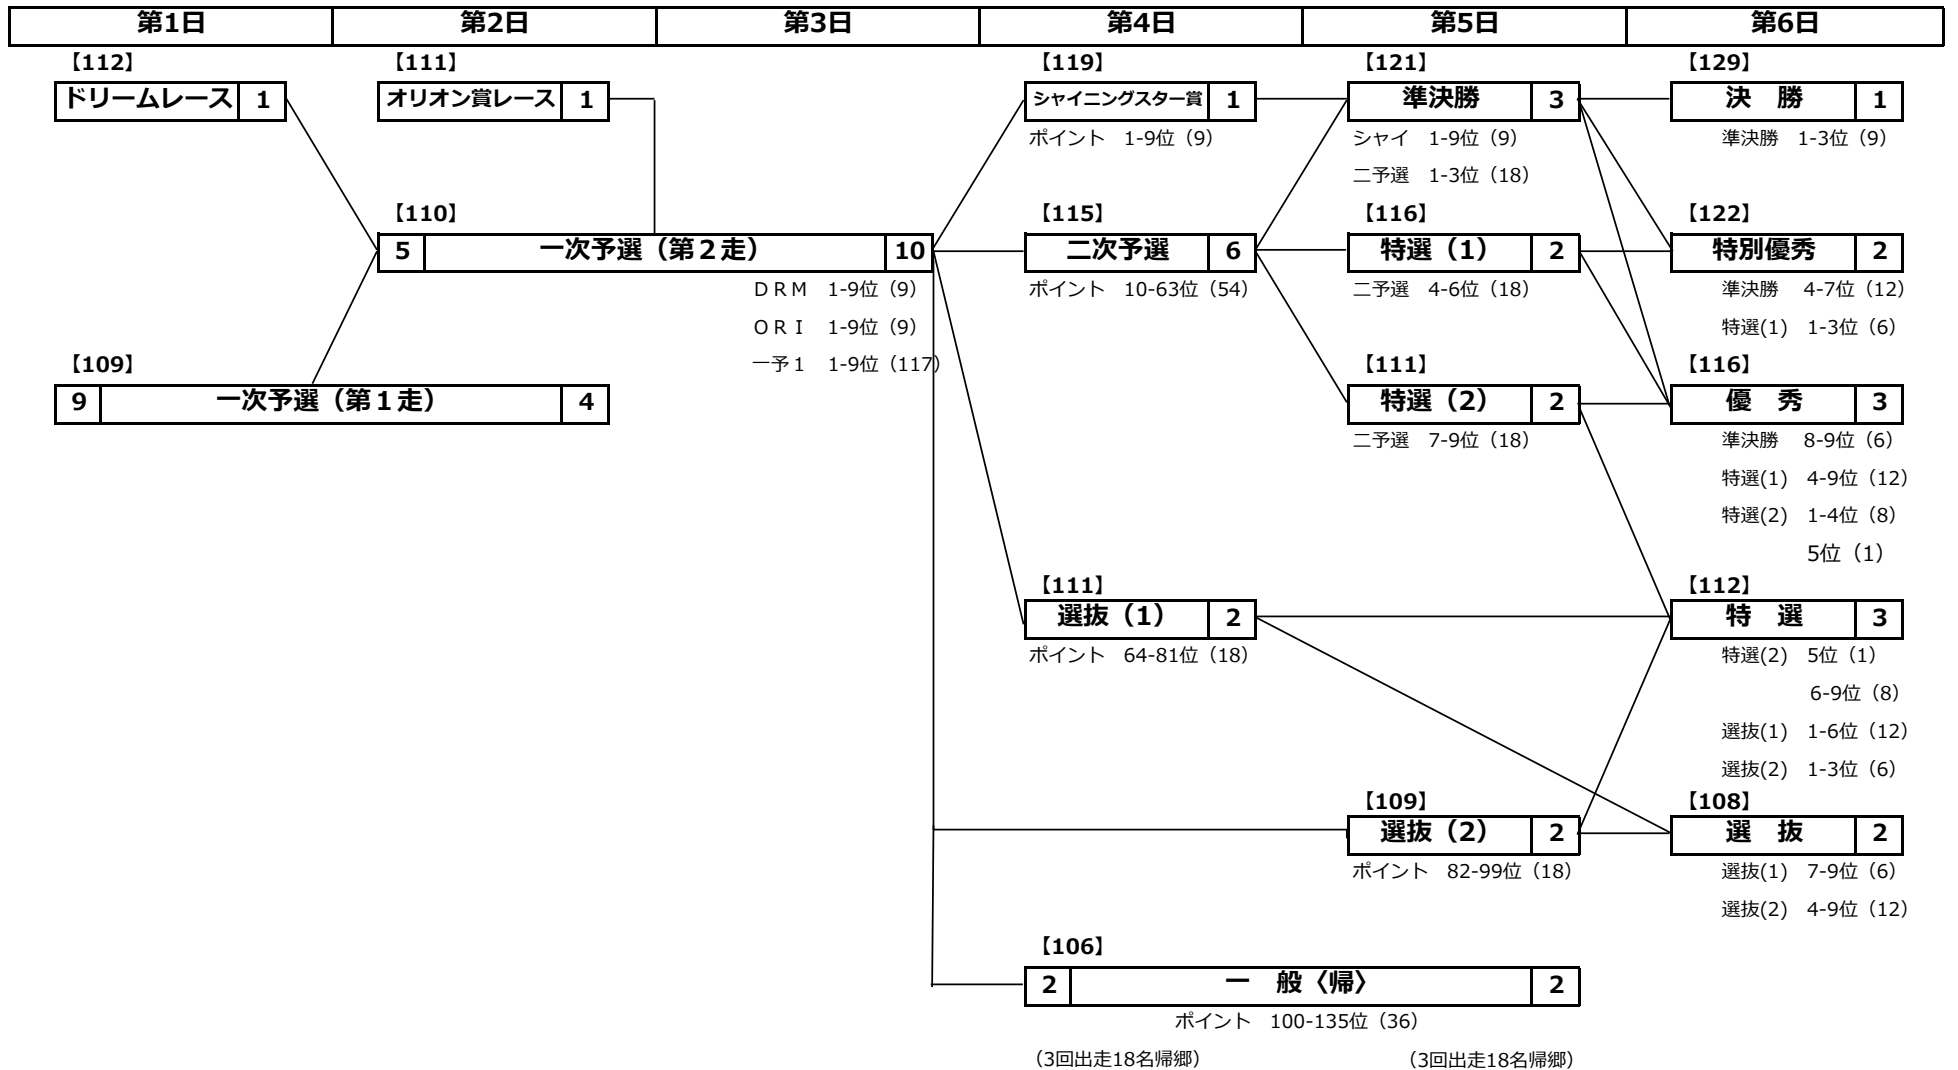 第1日 第2日 第3日 第4日 第5日 第6日
【112】 【111】 【119】 【121】 【129】
ドリームレース 1 オリオン賞レース 1 シャイニングスター賞 1 準決勝 3 決　勝 1
ポイント　1-9位（9） シャイ　1-9位（9） 準決勝　1-3位（9）
二予選　1-3位（18）
【110】 【115】 【116】 【122】
5 一次予選（第２走） 10 二次予選 6 特選（1） 2 特別優秀 2
ＤＲＭ　1-9位（9） ポイント　10-63位（54） 二予選　4-6位（18） 準決勝　4-7位（12）
ＯＲＩ　1-9位（9） 特選(1)　1-3位（6）
【109】 一予１　1-9位（117） 【111】 【116】
9 一次予選（第１走） 4 特選（2） 2 優　秀 3
二予選　7-9位（18） 準決勝　8-9位（6）
特選(1)　4-9位（12）
特選(2)　1-4位（8）
5位（1）
【111】 【112】
選抜（1） 2 特　選 3
ポイント　64-81位（18） 特選(2)　5位（1）
6-9位（8）
選抜(1)　1-6位（12）
選抜(2)　1-3位（6）
【109】 【108】
選抜（2） 2 選　抜 2
ポイント　82-99位（18） 選抜(1)　7-9位（6）
選抜(2)　4-9位（12）
【106】
2 一　般〈帰〉 2
ポイント　100-135位（36）
（3回出走18名帰郷） （3回出走18名帰郷）